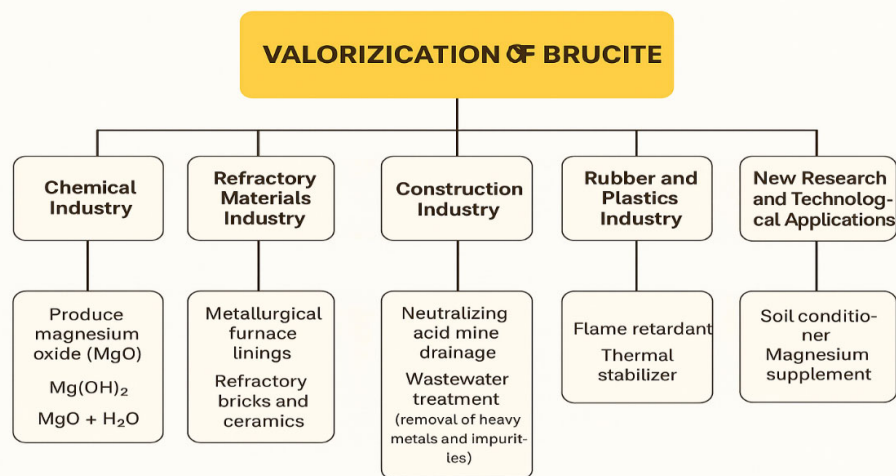 VALORIZICATION OF BRUCITE
Chemical
Industry
Refractory
Materials
Industry
Construction
Industry
Rubber and
Plastics
Industry
New Research
and Technolog-
cal Applications
Produce
magnesium
oxide (MgO)
Mg(OH)₂
MgO + H₂O
Metallurgical
furnace
linings
Refractory
bricks and
ceramics
Neutralizing
acid mine
drainage
Wastewater
treatment
(removal of heavy
metals and impurit-
les)
Flame retardant
Thermal
stabilizer
Soil conditio-
ner
Magnesium
supplement